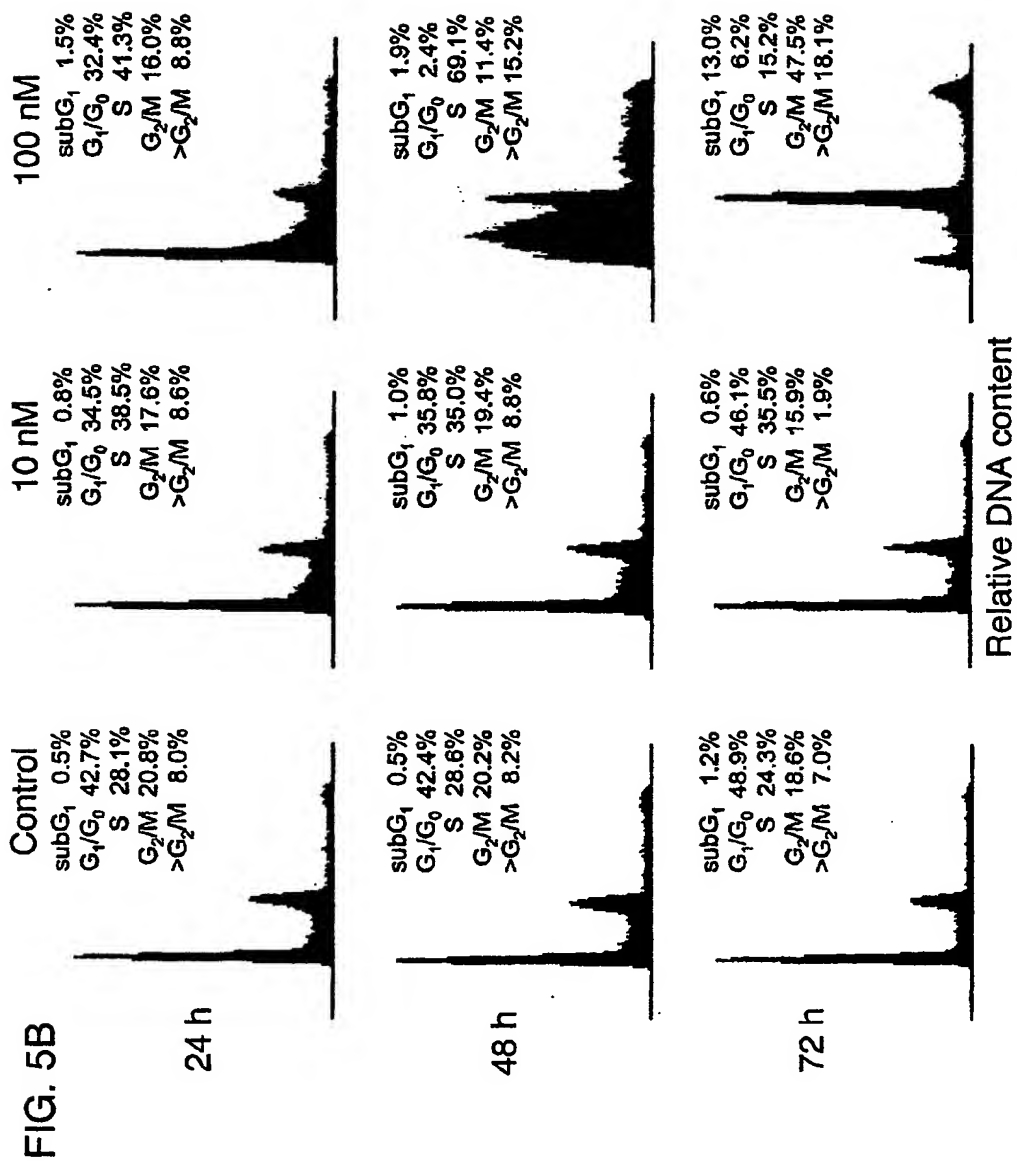 FIG. 5B
Control
10 nM
100 nM
24 h
subG₁ 0.5%
G₁/G₀ 42.7%
S 28.1%
G₂/M 20.8%
>G₂/M 8.0%
subG₁ 0.8%
G₁/G₀ 34.5%
S 38.5%
G₂/M 17.6%
>G₂/M 8.6%
subG₁ 1.5%
G₁/G₀ 32.4%
S 41.3%
G₂/M 16.0%
>G₂/M 8.8%
48 h
subG₁ 0.5%
G₁/G₀ 42.4%
S 28.6%
G₂/M 20.2%
>G₂/M 8.2%
subG₁ 1.0%
G₁/G₀ 35.8%
S 35.0%
G₂/M 19.4%
>G₂/M 8.8%
subG₁ 1.9%
G₁/G₀ 2.4%
S 69.1%
G₂/M 11.4%
>G₂/M 15.2%
72 h
subG₁ 1.2%
G₁/G₀ 48.9%
S 24.3%
G₂/M 18.6%
>G₂/M 7.0%
subG₁ 0.6%
G₁/G₀ 46.1%
S 35.5%
G₂/M 15.9%
>G₂/M 1.9%
subG₁ 13.0%
G₁/G₀ 6.2%
S 15.2%
G₂/M 47.5%
>G₂/M 18.1%
Relative DNA content